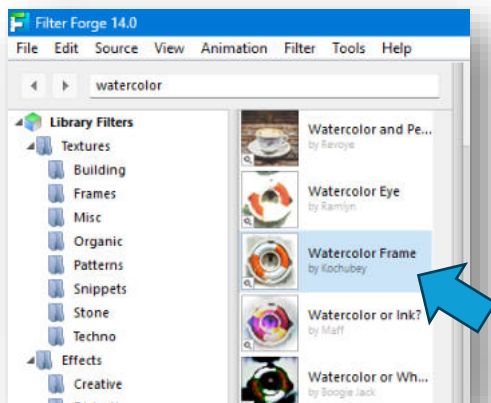 Filter Forge 14.0
File Edit Source View Animation Filter Tools Help
watercolor
Library Filters
Textures
Building
Frames
Misc
Organic
Patterns
Snippets
Stone
Techno
Effects
Creative
Watercolor and Pe...
by Revoye
Watercolor Eye
by Ramlyn
Watercolor Frame
by Kochubey
Watercolor or Ink?
by Maff
Watercolor or Wh...
by Boogie Jack